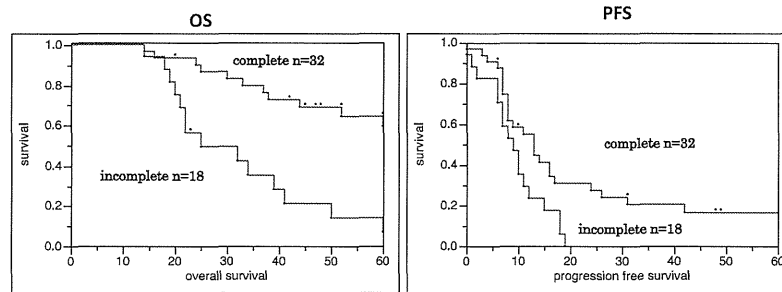 OS
PFS
1.0
0.8
0.6
0.4
0.2
0.0
survival
complete n=32
incomplete n=18
0 10 20 30 40 50 60
overall survival
1.0
0.8
0.6
0.4
0.2
0.0
survival
complete n=32
incomplete n=18
0 10 20 30 40 50 60
progression free survival